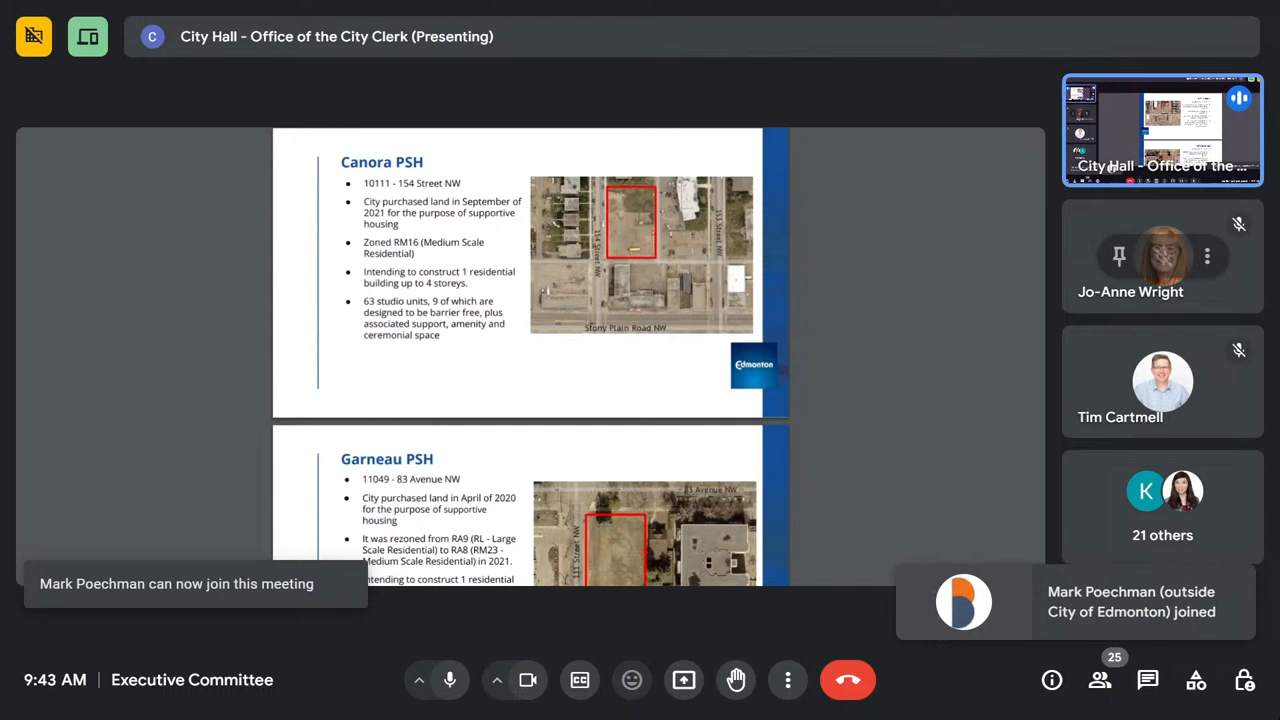 C
City Hall - Office of the City Clerk (Presenting)
Canora PSH
10111 - 154 Street NW
City purchased land in September of
2021 for the purpose of supportive
housing
Zoned RM16 (Medium Scale
Residential)
Intending to construct 1 residential
building up to 4 storeys.
63 studio units, 9 of which are
designed to be barrier free, plus
associated support, amenity and
ceremonial space
154 Street NW
153 Street NW
Stony Plain Road NW
Edmonton
Garneau PSH
11049 - 83 Avenue NW
City purchased land in April of 2020
for the purpose of supportive
housing
It was rezoned from RA9 (RL - Large
Scale Residential) to RA8 (RM23 -
Medium Scale Residential) in 2021.
ntending to construct 1 residential
83 Avenue NW
111 Street NW
City Hall - Office of the ...
Jo-Anne Wright
Tim Cartmell
K
21 others
Mark Poechman can now join this meeting
Mark Poechman (outside
City of Edmonton) joined
9:43 AM | Executive Committee
CC
25